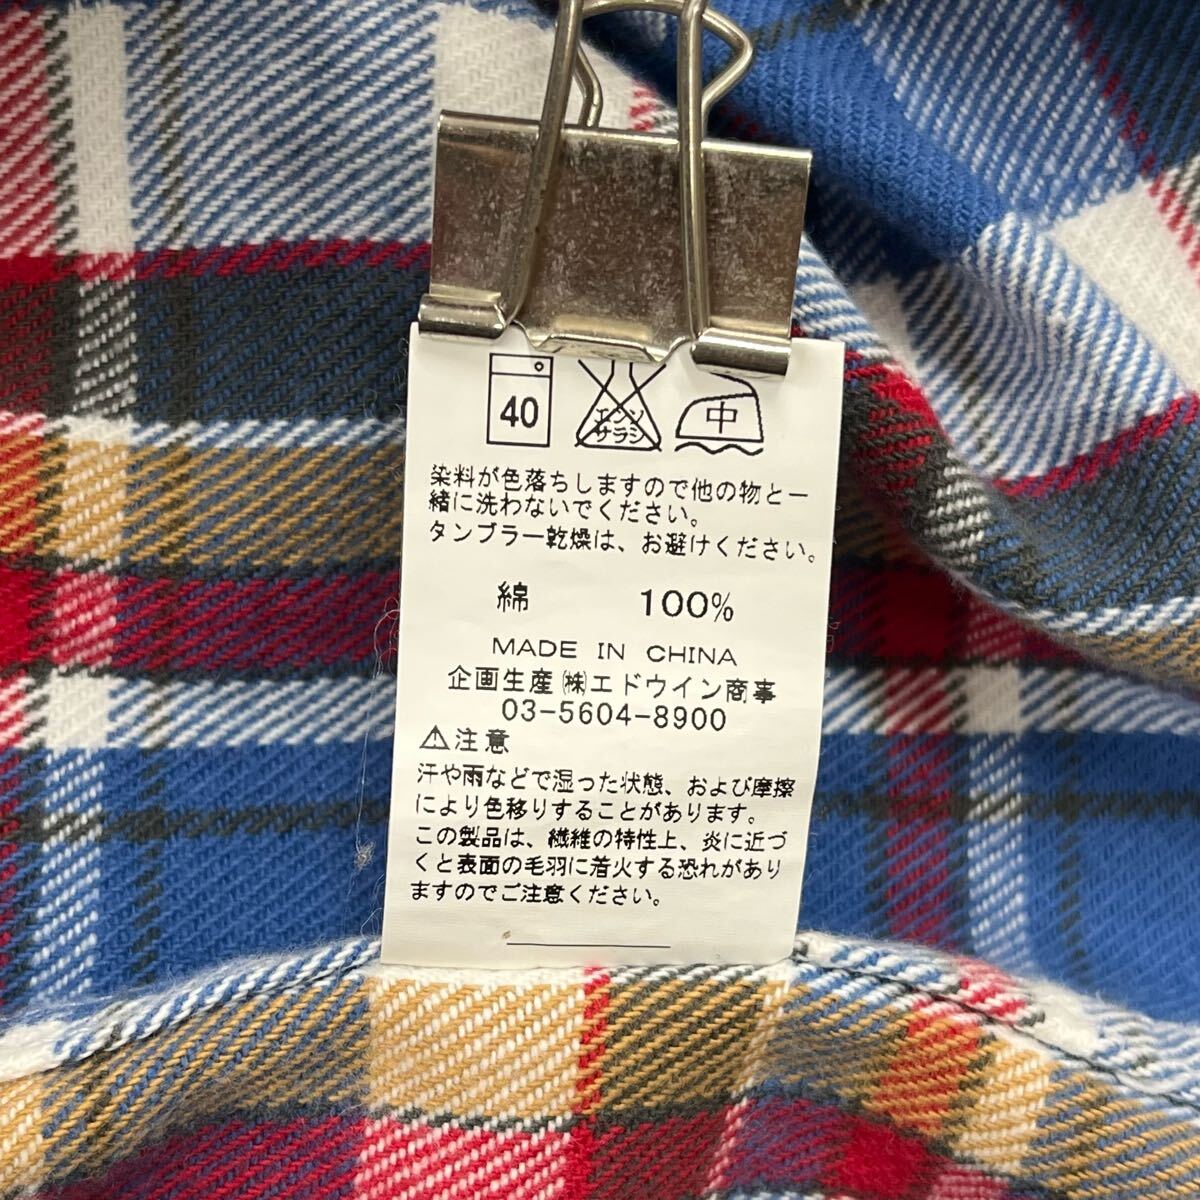 40
エンソ
サラシ
中
染料が色落ちしますので他の物と一
緒に洗わないでください。
タンブラー乾燥は、お避けください。
綿 100%
MADE IN CHINA
企画生産㈱エドウイン商事
03-5604-8900
⚠注意
汗や雨などで湿った状態、および摩擦
により色移りすることがあります。
この製品は、繊維の特性上、炎に近づ
くと表面の毛羽に着火する恐れがあり
ますのでご注意ください。